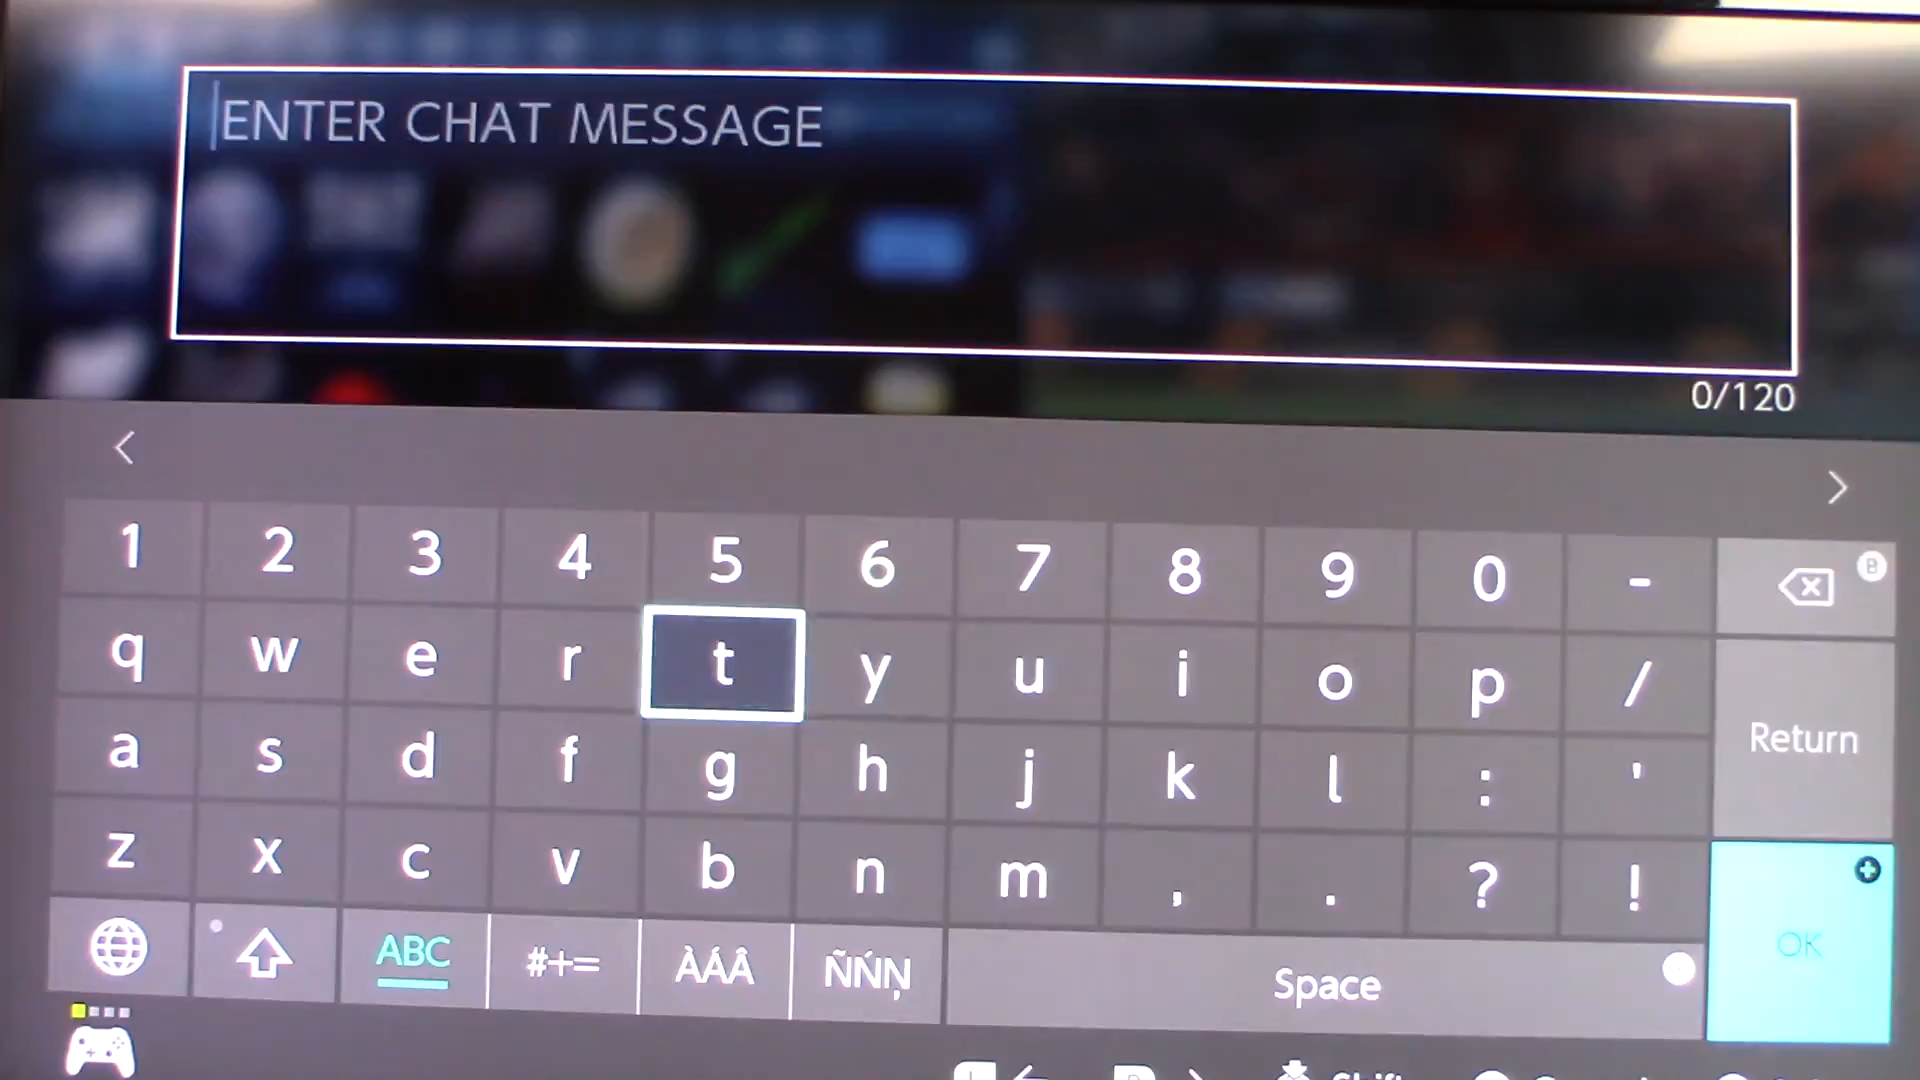 ENTER CHAT MESSAGE
0/120
1 2 3 4 5 6 7 8 9 0 - B
q w e r t y u i o p /
Return
a s d f g h j k l : '
z x c v b n m , . ? !
OK
ABC #+= ÀÁÂ ÑŃŅ Space